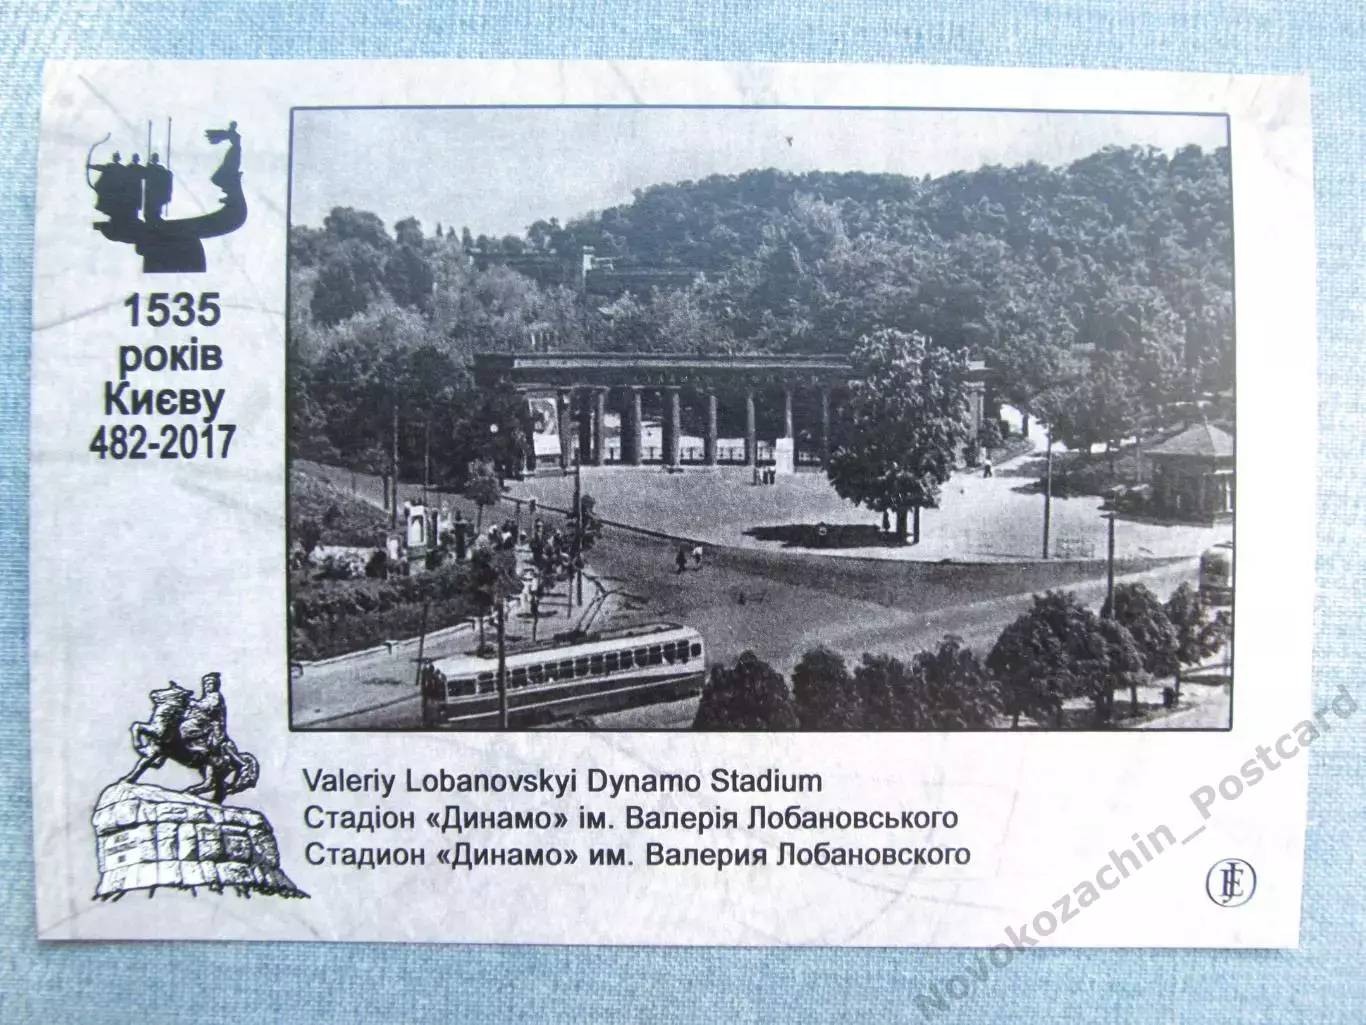 1535
років
Києву
482-2017
Valeriy Lobanovskyi Dynamo Stadium
Стадіон «Динамо» ім. Валерія Лобановського
Стадион «Динамо» им. Валерия Лобановского
Novokozachin_Postcard